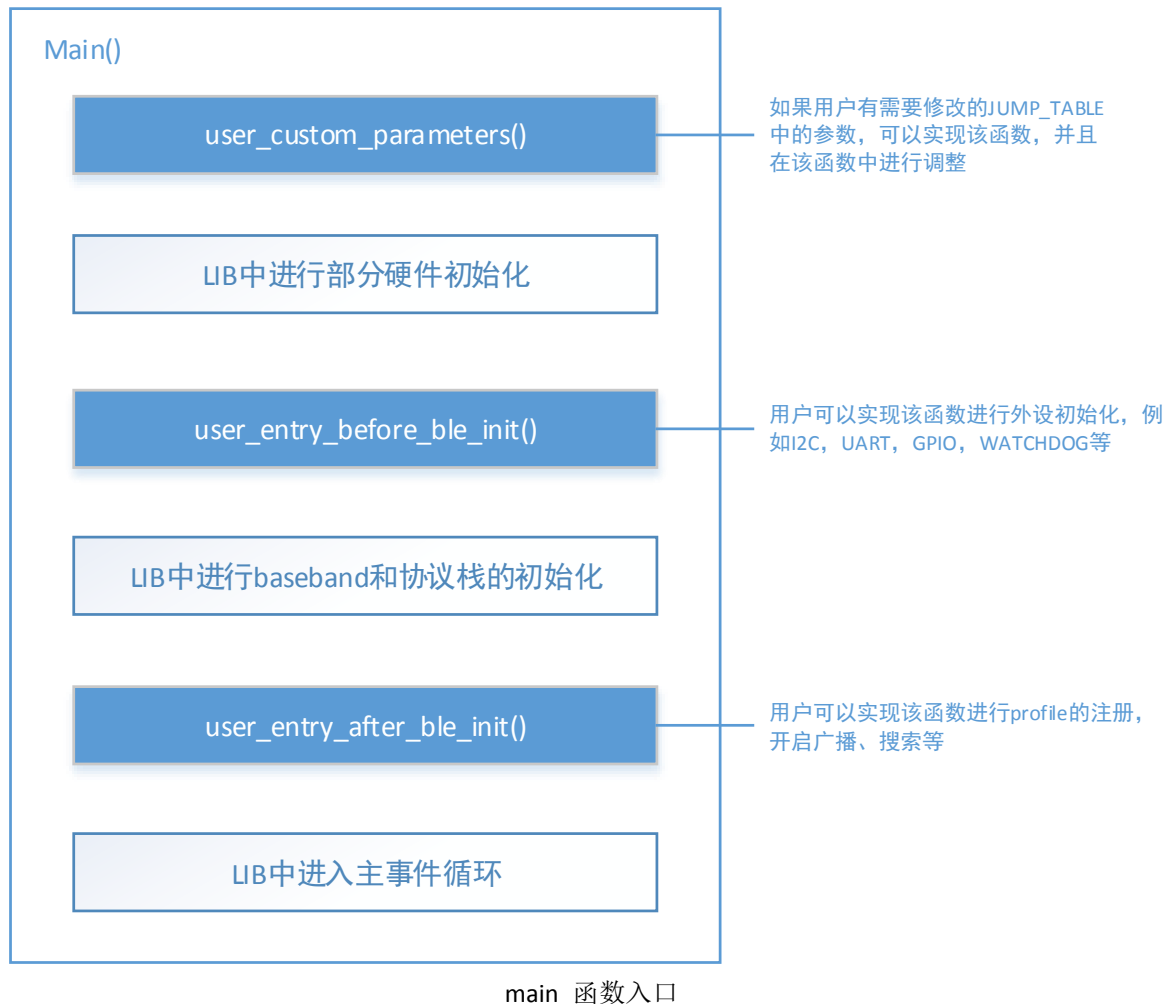 Main()
user_custom_parameters()
如果用户有需要修改的JUMP_TABLE
中的参数，可以实现该函数，并且
在该函数中进行调整
LIB中进行部分硬件初始化
user_entry_before_ble_init()
用户可以实现该函数进行外设初始化，例
如I2C，UART，GPIO，WATCHDOG等
LIB中进行baseband和协议栈的初始化
user_entry_after_ble_init()
用户可以实现该函数进行profile的注册，
开启广播、搜索等
LIB中进入主事件循环
main 函数入口